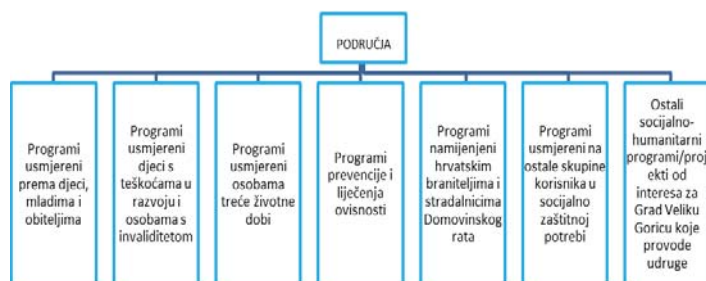 PODRUČJA
Programi
usmjereni
prema djeci,
mladima i
obiteljima
Programi
usmjereni
djeci s
teškoćama u
razvoju i
osobama s
invaliditetom
Programi
usmjereni
osobama
treće životne
dobi
Programi
prevencije i
liječenja
ovisnosti
Programi
namijenjeni
hrvatskim
braniteljima i
stradalnicima
Domovinskog
rata
Programi
usmjereni na
ostale skupine
korisnika u
socijalno
zaštitnoj
potrebi
Ostali
socijalno-
humanitarni
programi/proj
ekti od
interesa za
Grad Veliku
Goricu koje
provode
udruge